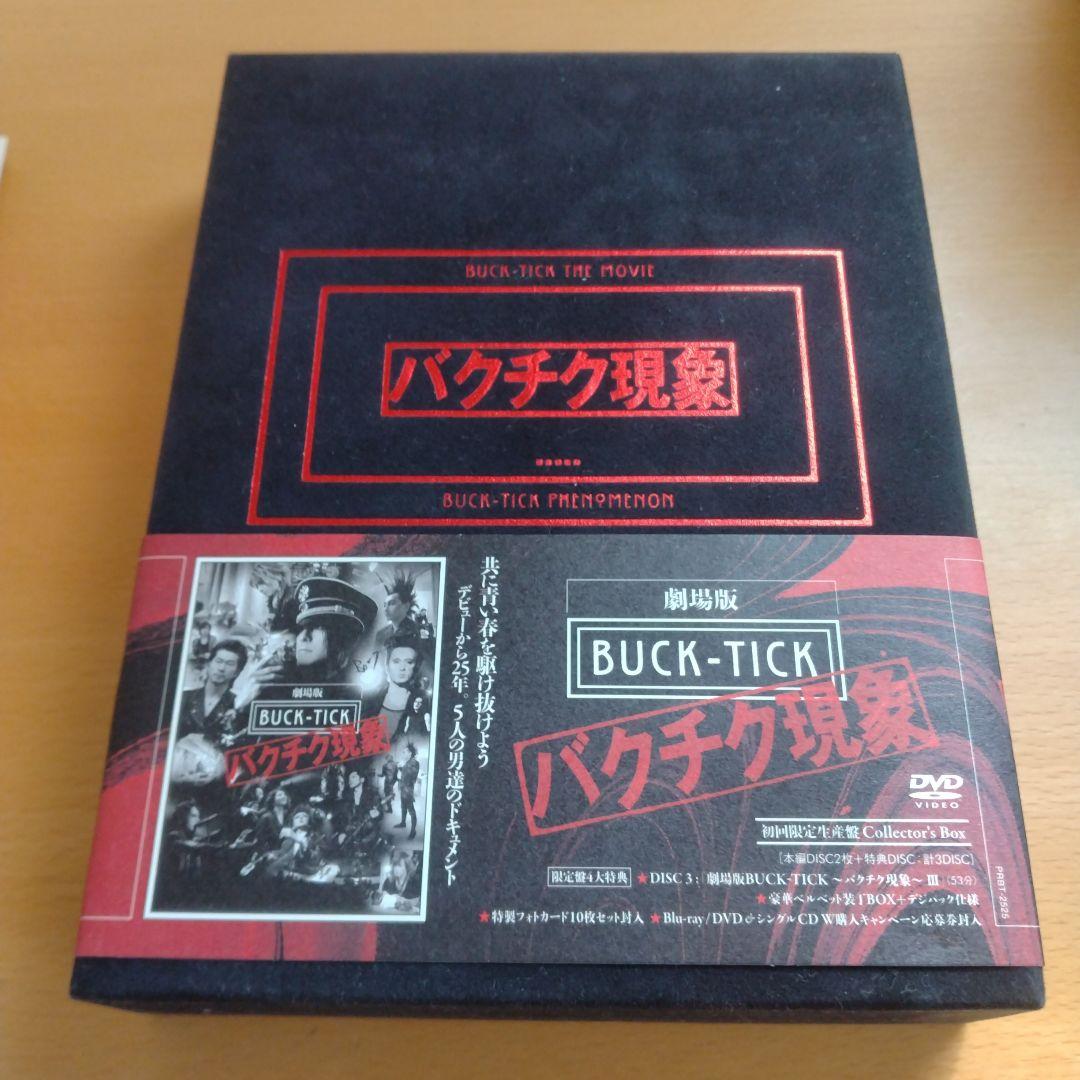 BUCK-TICK THE MOVIE
バクチク現象
BUCK-TICK PHENOMENON
劇場版
BUCK-TICK
バクチク現象
共に青い春を駆け抜けよう
デビューから25年。5人の男達のドキュメント
劇場版
BUCK-TICK
バクチク現象
DVD
VIDEO
初回限定生産盤 Collector's Box
[本編DISC2枚+特典DISC:計3DISC]
限定盤4大特典 ★DISC 3: 劇場版BUCK-TICK ～バクチク現象～ III (53分)
★豪華ベルベット装丁BOX+デジパック仕様
★特製フォトカード10枚セット封入 ★Blu-ray/DVD&シングルCD W購入キャンペーン応募券封入
PRBT-2525